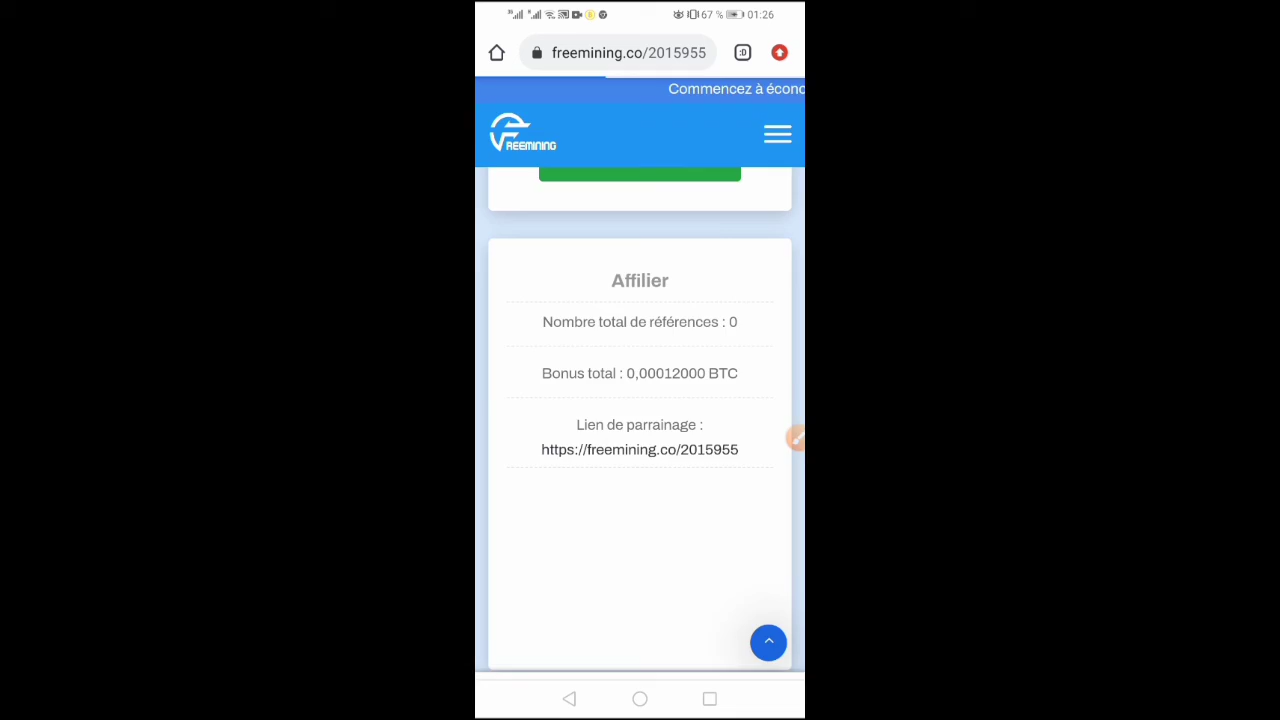 67 % 01:26
freemining.co/2015955
:D
Commencez à écono
FREEMINING
Affilier
Nombre total de références : 0
Bonus total : 0,00012000 BTC
Lien de parrainage :
https://freemining.co/2015955